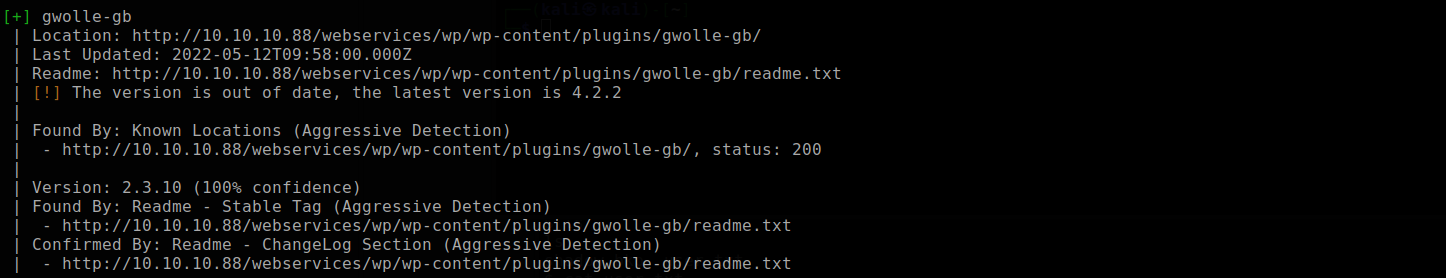 [+] gwolle-gb
| Location: http://10.10.10.88/webservices/wp/wp-content/plugins/gwolle-gb/
| Last Updated: 2022-05-12T09:58:00.000Z
| Readme: http://10.10.10.88/webservices/wp/wp-content/plugins/gwolle-gb/readme.txt
| [!] The version is out of date, the latest version is 4.2.2
|
| Found By: Known Locations (Aggressive Detection)
|  - http://10.10.10.88/webservices/wp/wp-content/plugins/gwolle-gb/, status: 200
|
| Version: 2.3.10 (100% confidence)
| Found By: Readme - Stable Tag (Aggressive Detection)
|  - http://10.10.10.88/webservices/wp/wp-content/plugins/gwolle-gb/readme.txt
| Confirmed By: Readme - ChangeLog Section (Aggressive Detection)
|  - http://10.10.10.88/webservices/wp/wp-content/plugins/gwolle-gb/readme.txt